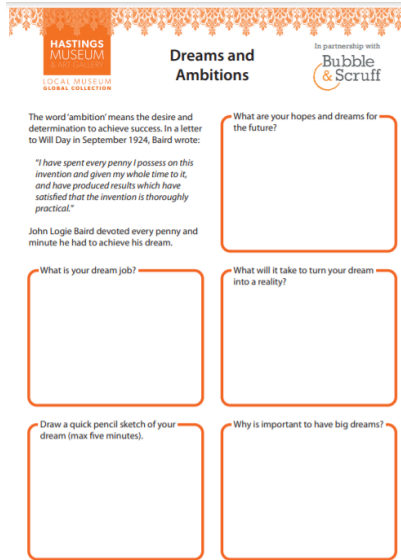 HASTINGS
MUSEUM
& ART GALLERY
LOCAL MUSEUM
GLOBAL COLLECTION
Dreams and
Ambitions
In partnership with
Bubble
& Scruff
The word 'ambition' means the desire and
determination to achieve success. In a letter
to Will Day in September 1924, Baird wrote:
"I have spent every penny I possess on this
invention and given my whole time to it,
and have produced results which have
satisfied that the invention is thoroughly
practical."
John Logie Baird devoted every penny and
minute he had to achieve his dream.
What are your hopes and dreams for
the future?
What is your dream job?
What will it take to turn your dream
into a reality?
Draw a quick pencil sketch of your
dream (max five minutes).
Why is important to have big dreams?